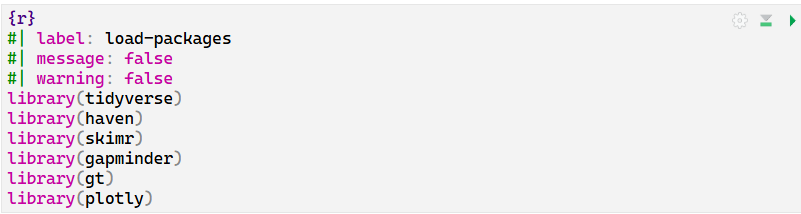 {r}
#| label: load-packages
#| message: false
#| warning: false
library(tidyverse)
library(haven)
library(skimr)
library(gapminder)
library(gt)
library(plotly)